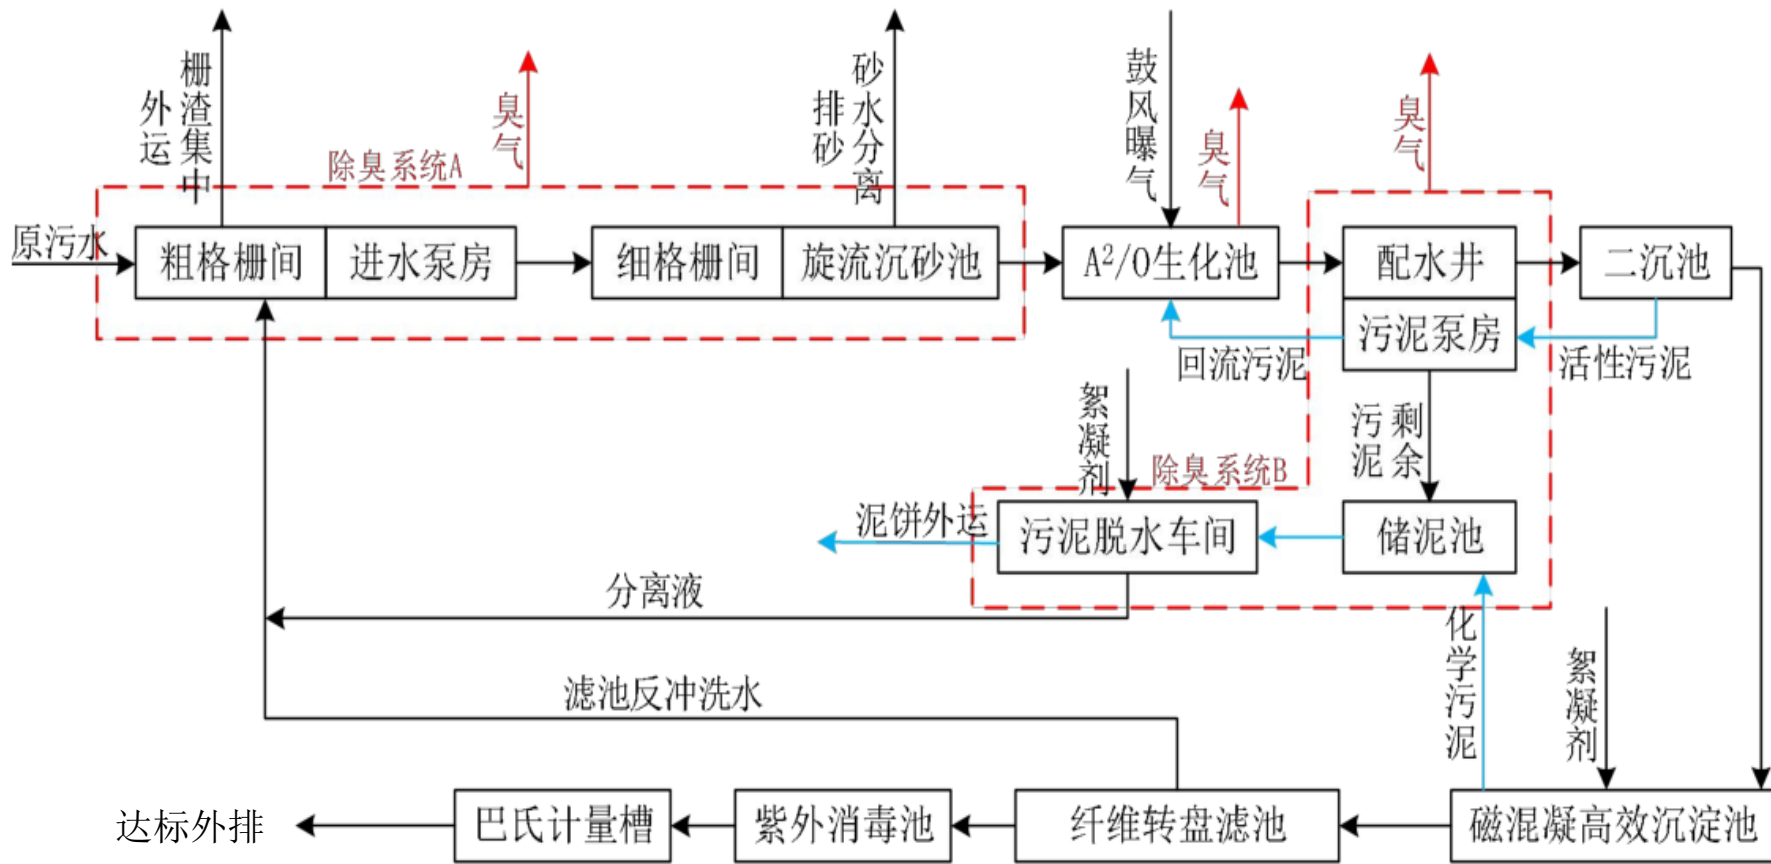 栅渣集中
外运
臭气
砂水分离
排砂
鼓风曝气
臭气
臭气
除臭系统A
原污水
粗格栅间
进水泵房
细格栅间
旋流沉砂池
A²/O生化池
配水井
二沉池
污泥泵房
回流污泥
活性污泥
絮凝剂
剩余
污泥
除臭系统B
泥饼外运
污泥脱水车间
储泥池
分离液
化学污泥
絮凝剂
滤池反冲洗水
达标外排
巴氏计量槽
紫外消毒池
纤维转盘滤池
磁混凝高效沉淀池